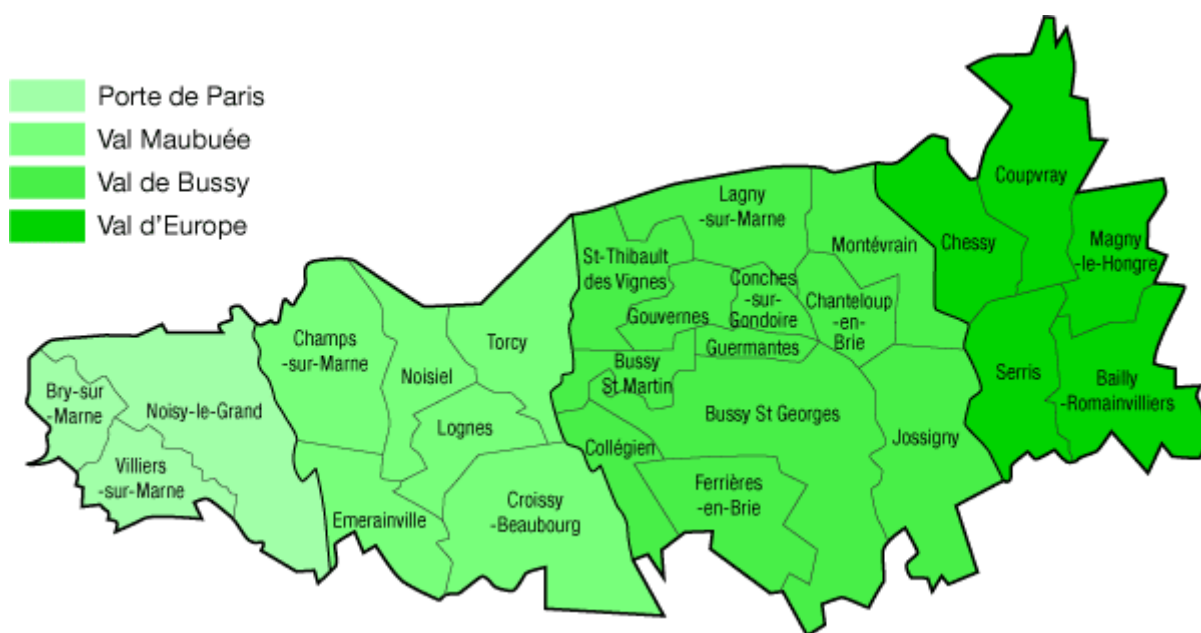 Porte de Paris
Val Maubuée
Val de Bussy
Val d'Europe
Coupvray
Lagny
-sur-Marne
Montévrain
Chessy
Magny
-le-Hongre
St-Thibault
des Vignes
Conches
-sur-
Gondoire
Chanteloup
-en-
Brie
Gouvernes
Guermantes
Champs
-sur-Marne
Torcy
Noisiel
Bussy
St Martin
Serris
Bailly
-Romainvilliers
Bry-sur
-Marne
Noisy-le-Grand
Lognes
Bussy St Georges
Jossigny
Collégien
Villiers
-sur-Marne
Ferrières
-en-Brie
Croissy
-Beaubourg
Emerainville